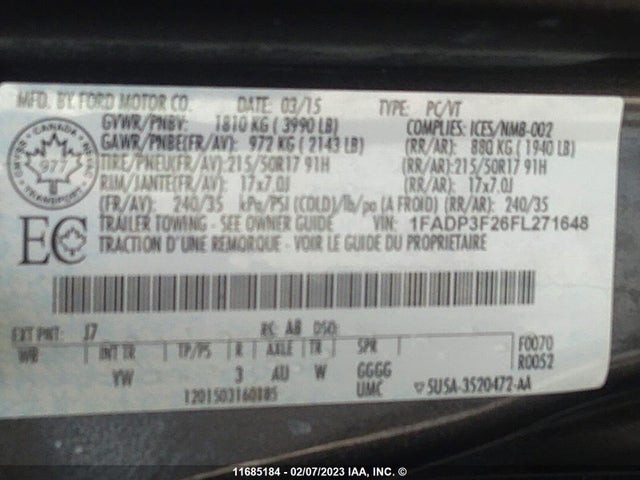 MFD. BY FORD MOTOR CO. DATE: 03/15 TYPE: PC/VT
GVWR/PNBV: 1810 KG ( 3990 LB) COMPLIES: ICES/NMB-002
GAWR/PNBE(FR/AV): 972 KG ( 2143 LB) (RR/AR): 880 KG ( 1940 LB)
TIRE/PNEU(FR/AV):215/50R17 91H (RR/AR):215/50R17 91H
RIM/JANTE(FR/AV): 17x7.0J (RR/AR): 17x7.0J
(FR/AV): 240/35 kPa/PSI (COLD)/lb/po (A FROID) (RR/AR): 240/35
TRAILER TOWING - SEE OWNER GUIDE VIN: 1FADP3F26FL271648
TRACTION D'UNE REMORQUE - VOIR LE GUIDE DU PROPRIETAIRE
CANADA
TRANSPORT
977
EC
EXT PNT: J7 RC: AB DSO:
WB INT TR TP/PS R AXLE TR SPR F0070
YW 3 AU W GGGG R0052
UMC ▽5USA-3520472-AA
1201503160185
11685184 - 02/07/2023 IAA, INC. ©